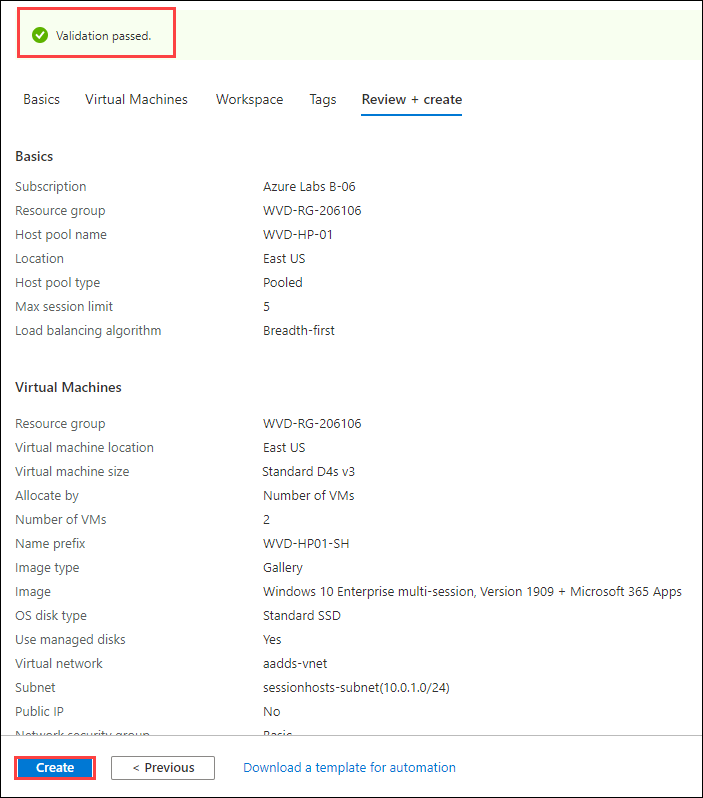 Validation passed.
Basics Virtual Machines Workspace Tags Review + create
Basics
Subscription Azure Labs B-06
Resource group WVD-RG-206106
Host pool name WVD-HP-01
Location East US
Host pool type Pooled
Max session limit 5
Load balancing algorithm Breadth-first
Virtual Machines
Resource group WVD-RG-206106
Virtual machine location East US
Virtual machine size Standard D4s v3
Allocate by Number of VMs
Number of VMs 2
Name prefix WVD-HP01-SH
Image type Gallery
Image Windows 10 Enterprise multi-session, Version 1909 + Microsoft 365 Apps
OS disk type Standard SSD
Use managed disks Yes
Virtual network aadds-vnet
Subnet sessionhosts-subnet(10.0.1.0/24)
Public IP No
Network security group Basic
Create < Previous Download a template for automation